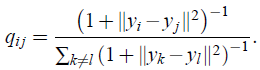 q_{ij} = \frac{(1 + \|y_i - y_j\|^2)^{-1}}{\sum_{k \neq l} (1 + \|y_k - y_l\|^2)^{-1}}.